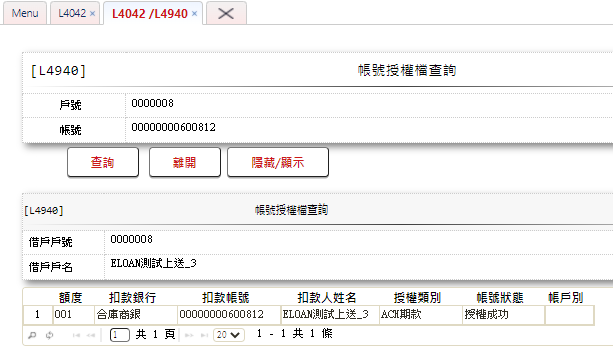 Menu L4042 × L4042 /L4940 ×
[L4940] 帳號授權檔查詢
戶號 0000008
帳號 00000000600812
查詢 離開 隱藏/顯示
[L4940] 帳號授權檔查詢
借戶戶號 0000008
借戶戶名 ELOAN測試上送_3
額度 扣款銀行 扣款帳號 扣款人姓名 授權類別 帳號狀態 帳戶別
1 001 合庫商銀 00000000600812 ELOAN測試上送_3 ACH期款 授權成功
1 共 1 頁 20 1 - 1 共 1 條